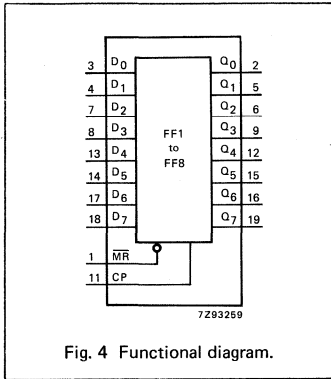 3 D0 Q0 2
4 D1 Q1 5
7 D2 Q2 6
8 D3 Q3 9
FF1
to
FF8
13 D4 Q4 12
14 D5 Q5 15
17 D6 Q6 16
18 D7 Q7 19
1 M̅R̅
11 CP
7Z93259
Fig. 4 Functional diagram.